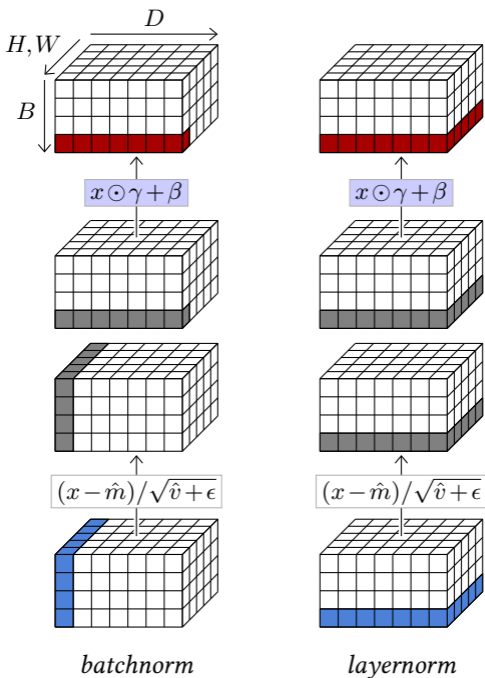 D
H, W
B
x ⊙ γ + β
x ⊙ γ + β
(x − m̂)/√(v̂ + ϵ)
(x − m̂)/√(v̂ + ϵ)
batchnorm
layernorm